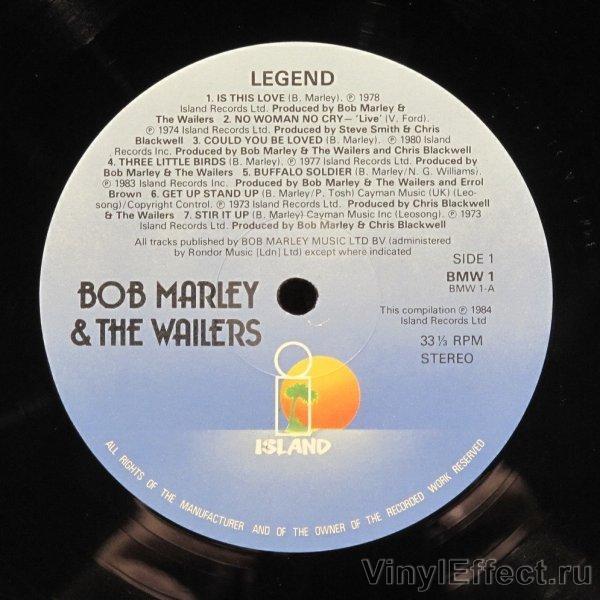 LEGEND
1. IS THIS LOVE (B. Marley). ℗ 1978
Island Records Ltd. Produced by Bob Marley &
The Wailers 2. NO WOMAN NO CRY — 'Live' (V. Ford).
℗ 1974 Island Records Ltd. Produced by Steve Smith & Chris
Blackwell 3. COULD YOU BE LOVED (B. Marley). ℗ 1980 Island
Records Inc. Produced by Bob Marley & The Wailers and Chris Blackwell
4. THREE LITTLE BIRDS (B. Marley). ℗ 1977 Island Records Ltd. Produced by
Bob Marley & The Wailers 5. BUFFALO SOLDIER (B. Marley/N. G. Williams).
℗ 1983 Island Records Inc. Produced by Bob Marley & The Wailers and Errol
Brown 6. GET UP STAND UP (B. Marley/P. Tosh) Cayman Music (UK) (Leo-
song)/Copyright Control. ℗ 1973 Island Records Ltd. Produced by Chris Blackwell
& The Wailers 7. STIR IT UP (B. Marley) Cayman Music Inc (Leosong). ℗ 1973
Island Records Ltd. Produced by Bob Marley & Chris Blackwell
All tracks published by BOB MARLEY MUSIC LTD BV (administered
by Rondor Music [Ldn] Ltd) except where indicated
SIDE 1
BMW 1
BMW 1-A
BOB MARLEY
& THE WAILERS
This compilation ℗ 1984
Island Records Ltd
33⅓ RPM
STEREO
ISLAND
ALL RIGHTS OF THE MANUFACTURER AND OF THE OWNER OF THE RECORDED WORK RESERVED
VinylEffect.ru